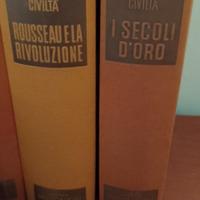 CIVILTÀ
ROUSSEAU E LA
RIVOLUZIONE
CIVILTÀ
I SECOLI
D'ORO